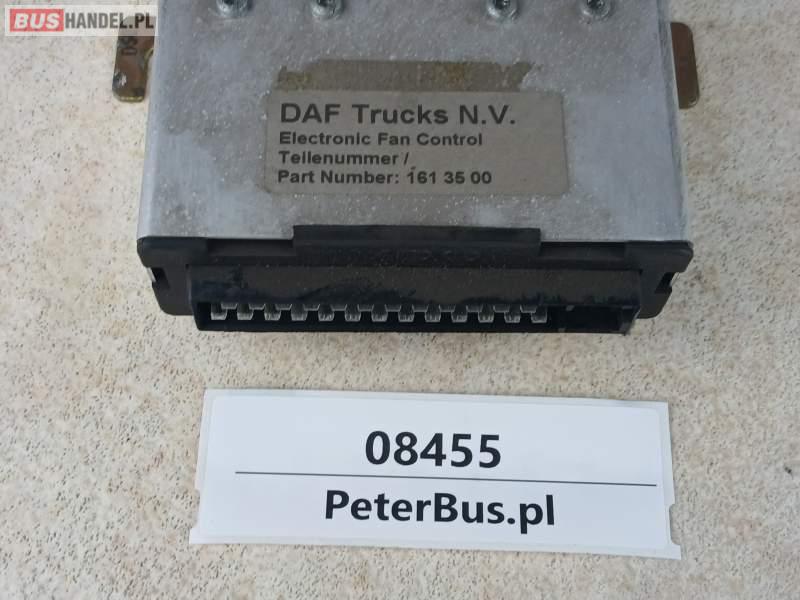 BUSHANDEL.PL
DAF Trucks N.V.
Electronic Fan Control
Teilenummer /
Part Number: 161 35 00
08455
PeterBus.pl